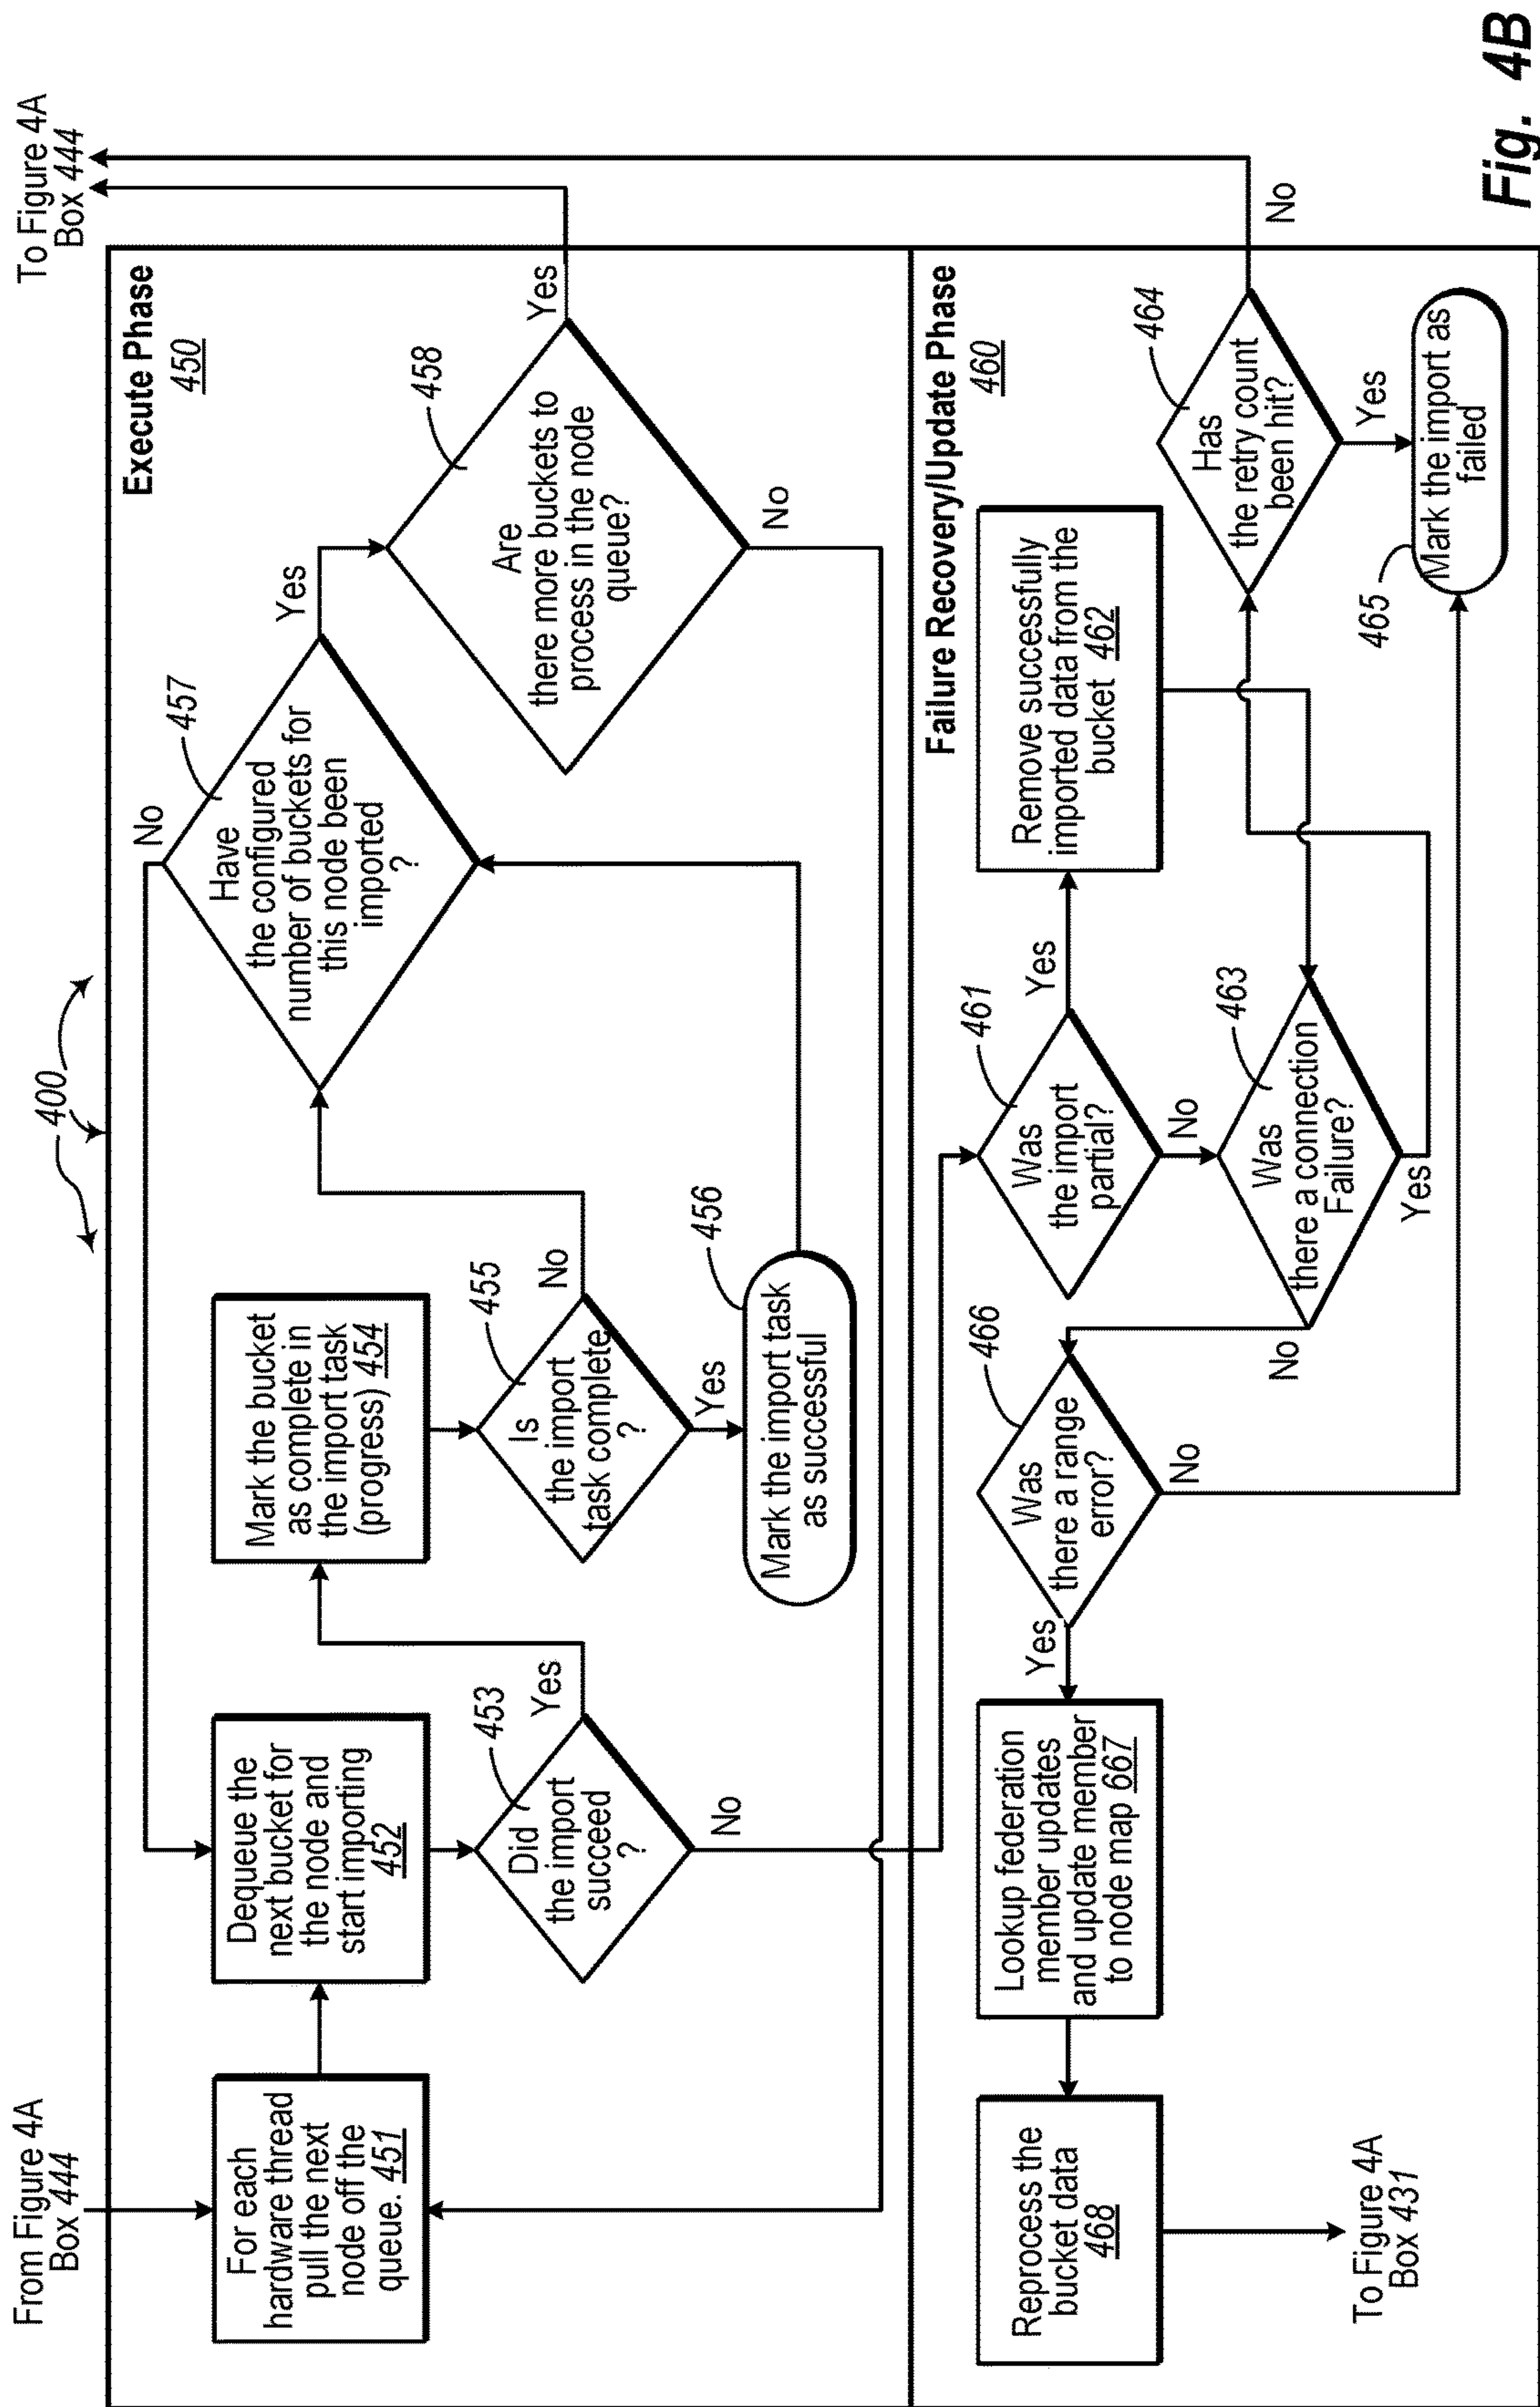 From Figure 4A
Box 444
400
To Figure 4A
Box 444
Execute Phase
450
For each
hardware thread
pull the next
node off the
queue. 451
Dequeue the
next bucket for
the node and
start importing
452
453
Did
the import
succeed
?
Yes
No
Mark the bucket
as complete in
the import task
(progress) 454
455
Is
the import
task complete
?
No
Yes
456
Mark the import task
as successful
457
Have
the configured
number of buckets for
this node been
imported
?
No
Yes
458
Are
there more buckets to
process in the node
queue?
Yes
No
Failure Recovery/Update Phase
460
461
Was
the import
partial?
Yes
No
Remove successfully
imported data from the
bucket 462
463
Was
there a connection
Failure?
No
Yes
464
Has
the retry count
been hit?
No
Yes
465
Mark the import as
failed
466
Was
there a range
error?
Yes
No
Lookup federation
member updates
and update member
to node map 667
Reprocess the
bucket data
468
To Figure 4A
Box 431
Fig. 4B